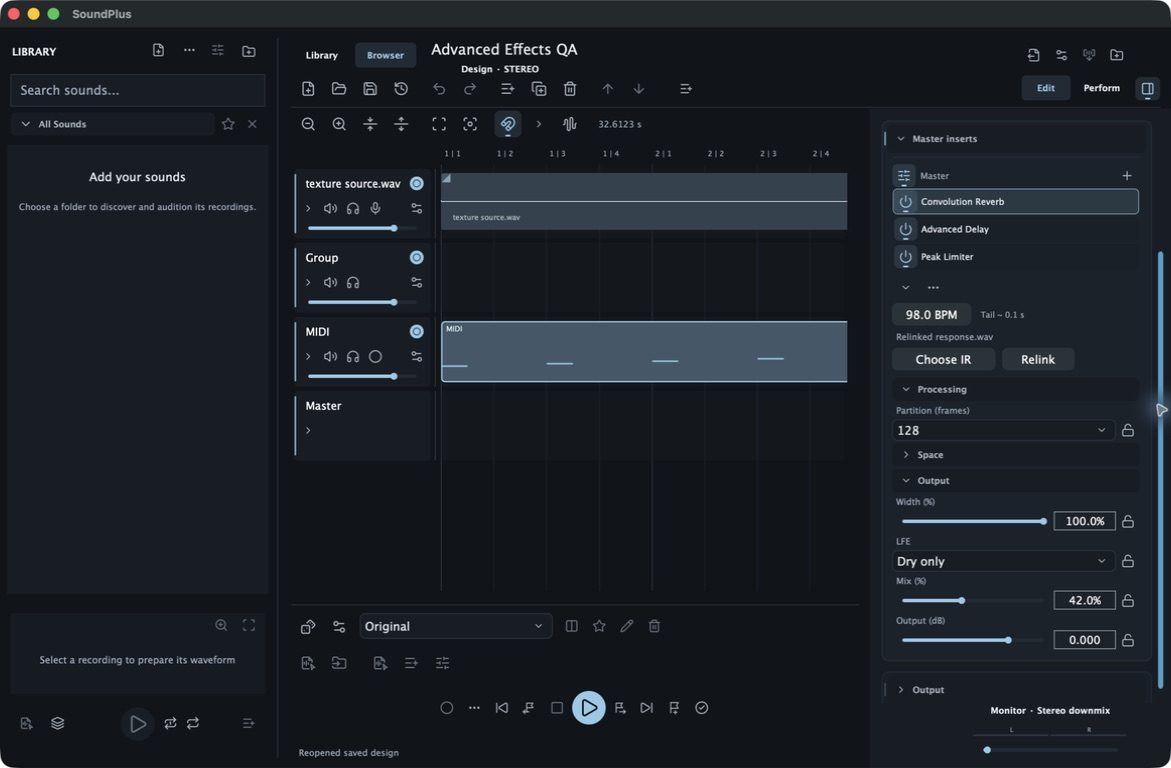 SoundPlus
LIBRARY
Search sounds...
All Sounds
Add your sounds
Choose a folder to discover and audition its recordings.
Select a recording to prepare its waveform
Library
Browser
Advanced Effects QA
Design · STEREO
Edit
Perform
32.6123 s
1 | 1
1 | 2
1 | 3
1 | 4
2 | 1
2 | 2
2 | 3
2 | 4
texture source.wav
texture source.wav
Group
MIDI
MIDI
Master
Original
Reopened saved design
Master inserts
Master
Convolution Reverb
Advanced Delay
Peak Limiter
98.0 BPM
Tail ~ 0.1 s
Relinked response.wav
Choose IR
Relink
Processing
Partition (frames)
128
Space
Output
Width (%)
100.0%
LFE
Dry only
Mix (%)
42.0%
Output (dB)
0.000
Output
Monitor · Stereo downmix
L
R